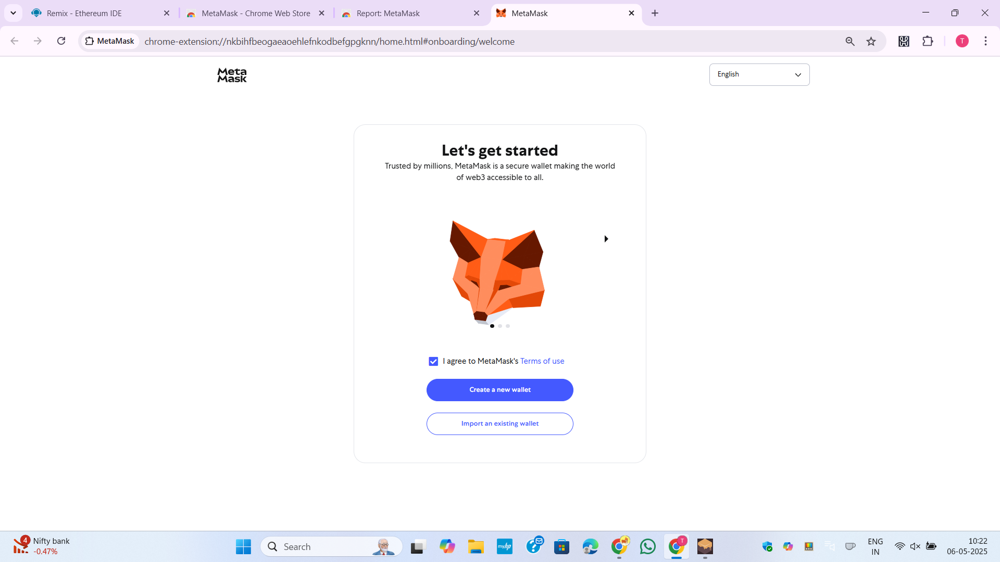 Remix - Ethereum IDE
MetaMask - Chrome Web Store
Report: MetaMask
MetaMask
MetaMask
chrome-extension://nkbihfbeogaeaoehlefnkodbefgpgknn/home.html#onboarding/welcome
T
Meta
Mask
English
Let's get started
Trusted by millions, MetaMask is a secure wallet making the world
of web3 accessible to all.
I agree to MetaMask's Terms of use
Create a new wallet
Import an existing wallet
4
Nifty bank
-0.47%
Search
myhp
T
ENG
IN
10:22
06-05-2025